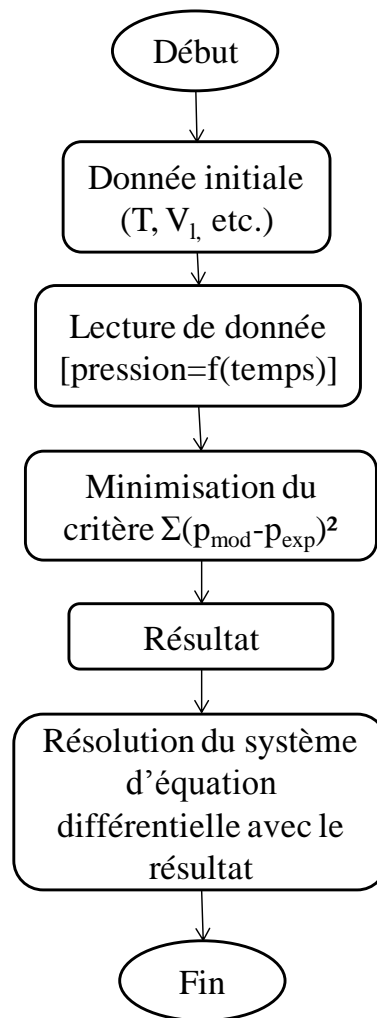 Début
Donnée initiale
(T, Vl, etc.)
Lecture de donnée
[pression=f(temps)]
Minimisation du
critère Σ(pmod-pexp)²
Résultat
Résolution du système
d’équation
différentielle avec le
résultat
Fin